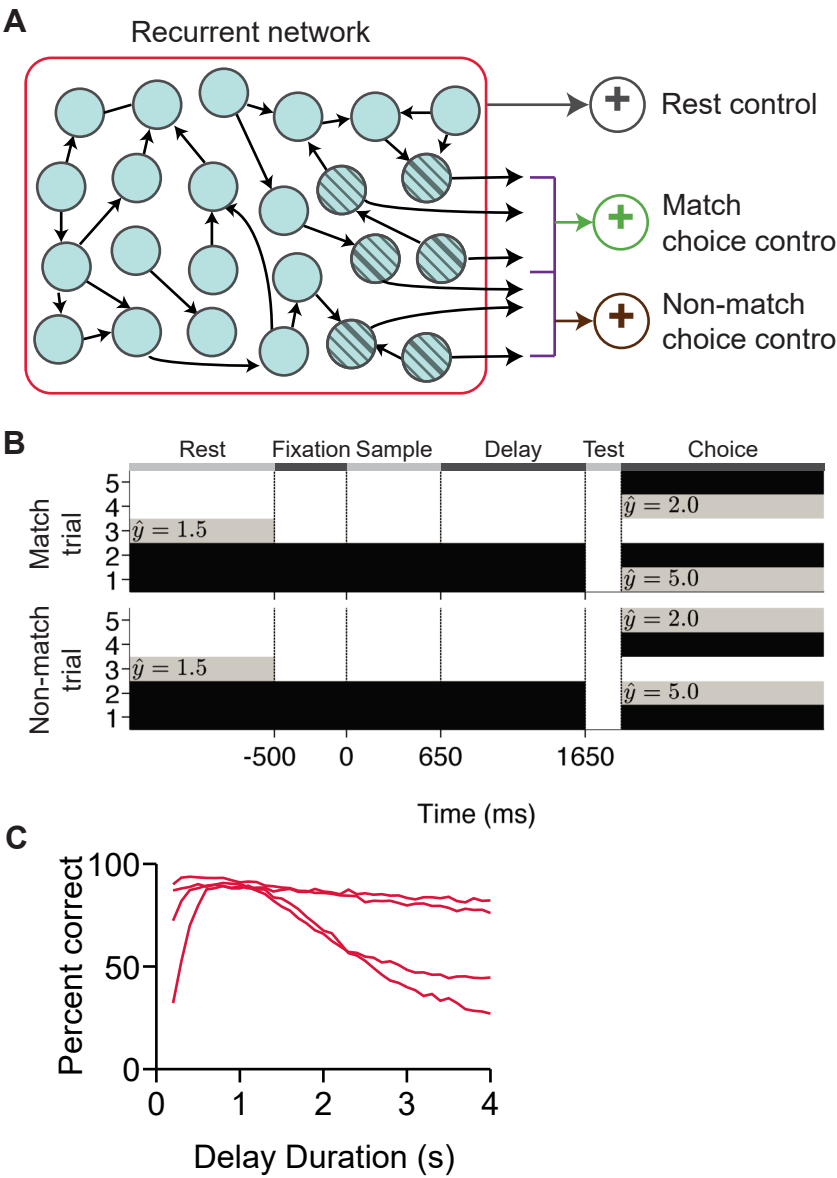 A
Recurrent network
+ Rest control
+ Match
choice contro
+ Non-match
choice contro
B
Rest Fixation Sample Delay Test Choice
Match
trial
5
4
3
2
1
ŷ = 1.5
ŷ = 2.0
ŷ = 5.0
Non-match
trial
5
4
3
2
1
ŷ = 1.5
ŷ = 2.0
ŷ = 5.0
-500 0 650 1650
Time (ms)
C
Percent correct
100
50
0
0 1 2 3 4
Delay Duration (s)